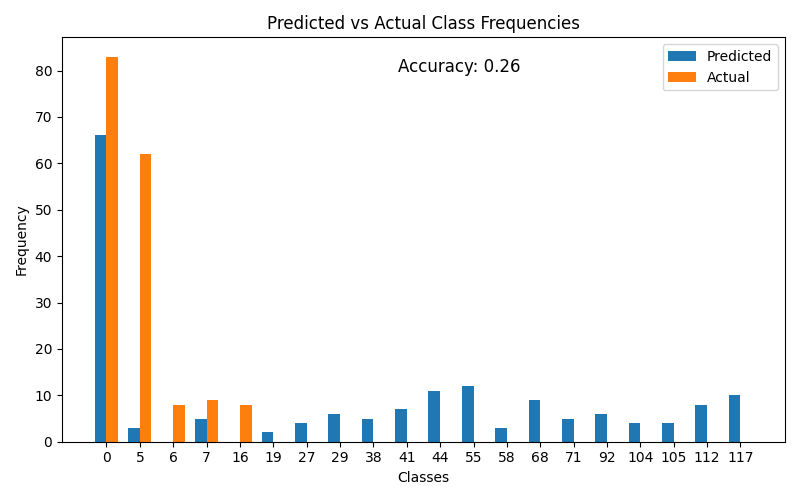 Predicted vs Actual Class Frequencies
Accuracy: 0.26
Predicted
Actual
Frequency
80
70
60
50
40
30
20
10
0
0 5 6 7 16 19 27 29 38 41 44 55 58 68 71 92 104 105 112 117
Classes